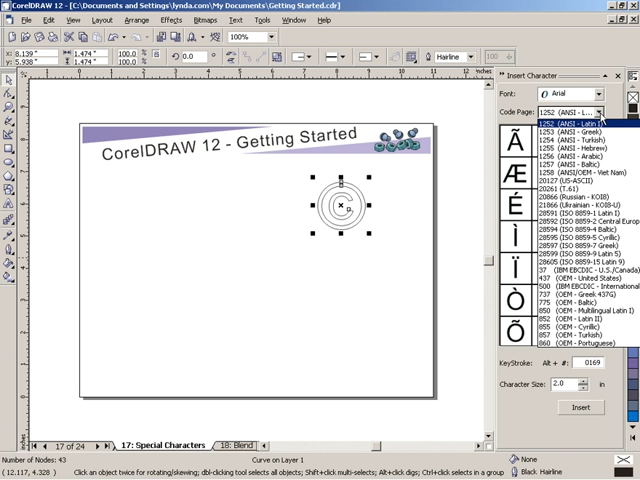 CorelDRAW 12 - [C:\Documents and Settings\lynda.com\My Documents\Getting Started.cdr]
File Edit View Layout Arrange Effects Bitmaps Text Tools Window Help
100%
x: 8.139 "
y: 5.938 "
1.474 "
1.474 "
100.0
100.0
0.0
Hairline
100
inches
Insert Character
Font: Arial
Code Page: 1252 (ANSI - L...
1252 (ANSI - Latin I)
1253 (ANSI - Greek)
1254 (ANSI - Turkish)
1255 (ANSI - Hebrew)
1256 (ANSI - Arabic)
1257 (ANSI - Baltic)
1258 (ANSI/OEM - Viet Nam)
20127 (US-ASCII)
20261 (T.61)
20866 (Russian - KOI8)
21866 (Ukrainian - KOI8-U)
28591 (ISO 8859-1 Latin I)
28592 (ISO 8859-2 Central Europ
28594 (ISO 8859-4 Baltic)
28595 (ISO 8859-5 Cyrillic)
28597 (ISO 8859-7 Greek)
28599 (ISO 8859-9 Latin 5)
28605 (ISO 8859-15 Latin 9)
37 (IBM EBCDIC - U.S./Canada)
437 (OEM - United States)
500 (IBM EBCDIC - International
737 (OEM - Greek 437G)
775 (OEM - Baltic)
850 (OEM - Multilingual Latin I)
852 (OEM - Latin II)
855 (OEM - Cyrillic)
857 (OEM - Turkish)
860 (OEM - Portuguese)
Ã
Æ
É
Ì
Ï
Ò
Õ
KeyStroke: Alt + #: 0169
Character Size: 2.0 in
Insert
CorelDRAW 12 - Getting Started
17 of 24
17: Special Characters
18: Blend
Number of Nodes: 43
Curve on Layer 1
None
( 12.117, 4.328 )
Click an object twice for rotating/skewing; dbl-clicking tool selects all objects; Shift+click multi-selects; Alt+click digs; Ctrl+click selects in a group
Black Hairline